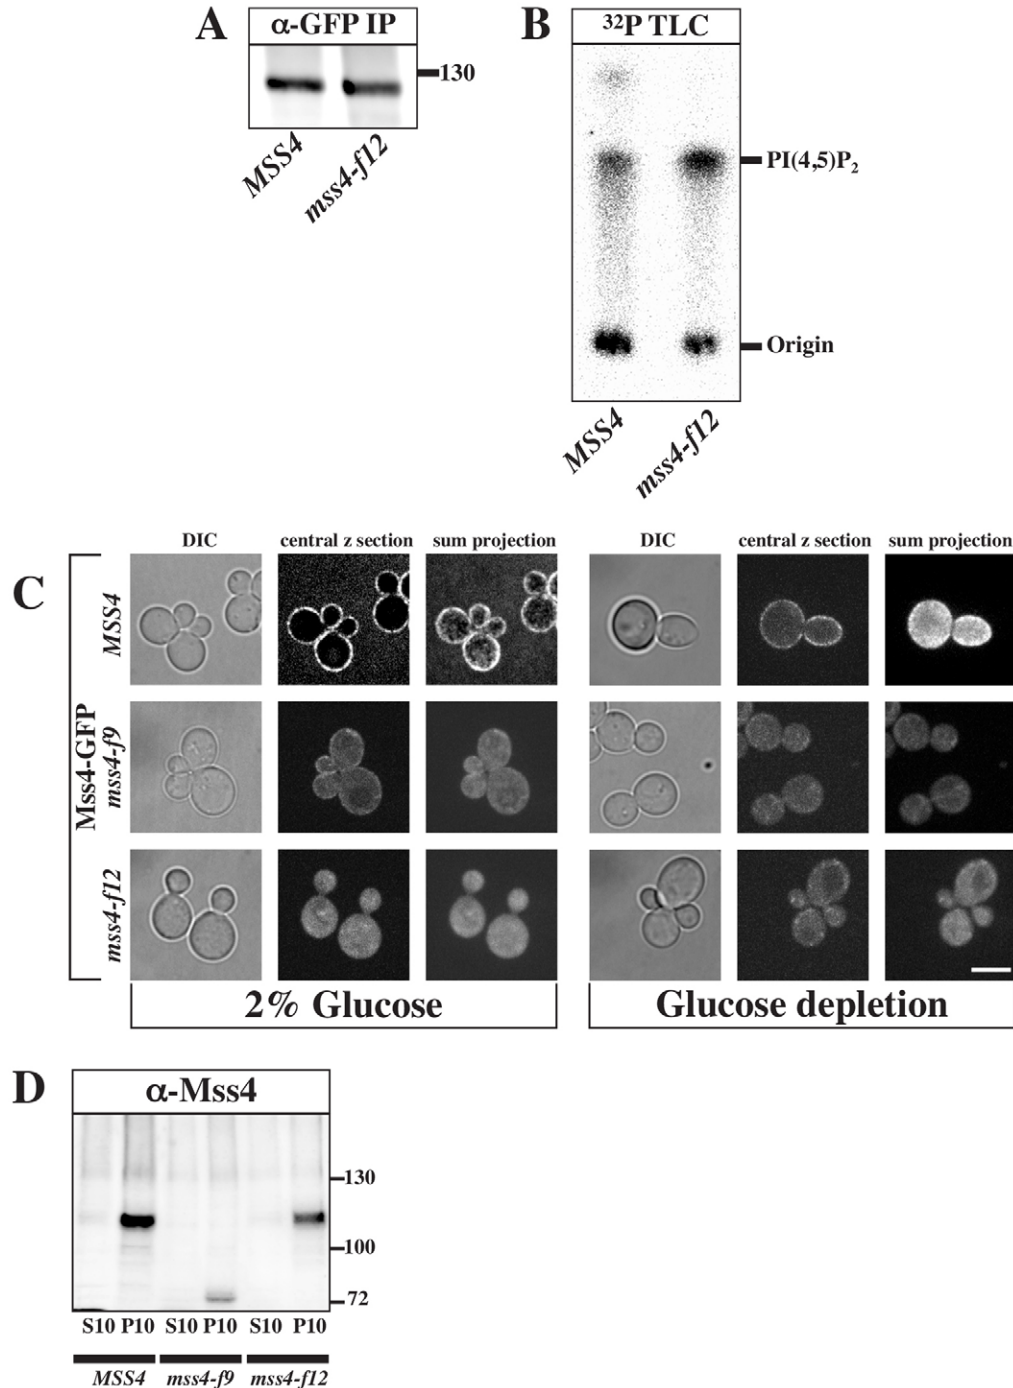 A
α-GFP IP
130
MSS4
mss4-f12
B
³²P TLC
PI(4,5)P₂
Origin
MSS4
mss4-f12
C
DIC
central z section
sum projection
DIC
central z section
sum projection
Mss4-GFP
MSS4
mss4-f9
mss4-f12
2% Glucose
Glucose depletion
D
α-Mss4
130
100
72
S10 P10 S10 P10 S10 P10
MSS4 mss4-f9 mss4-f12